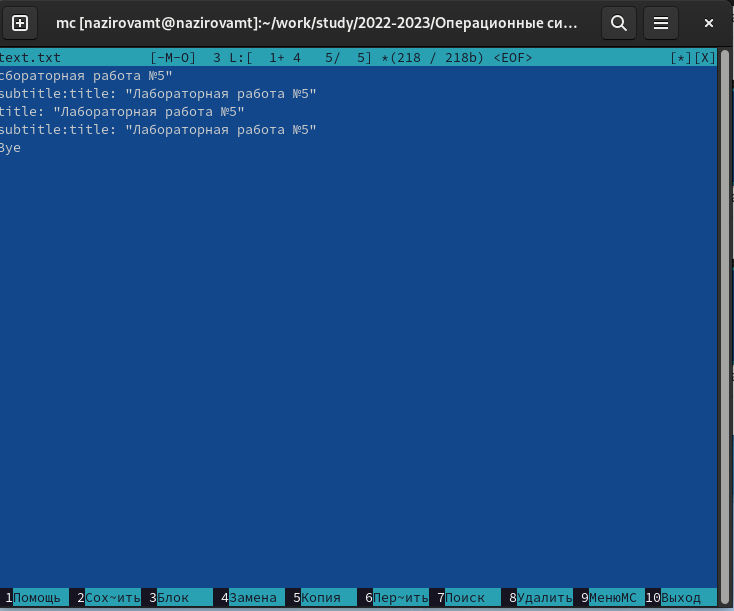 mc [nazirovamt@nazirovamt]:~/work/study/2022-2023/Операционные си…
text.txt [-M-O] 3 L:[ 1+ 4 5/ 5] *(218 / 218b) <EOF> [*][X]
сбораторная работа №5"
subtitle:title: "Лабораторная работа №5"
title: "Лабораторная работа №5"
subtitle:title: "Лабораторная работа №5"
Bye
1Помощь 2Сох~ить 3Блок 4Замена 5Копия 6Пер~ить 7Поиск 8Удалить 9МенюMC 10Выход